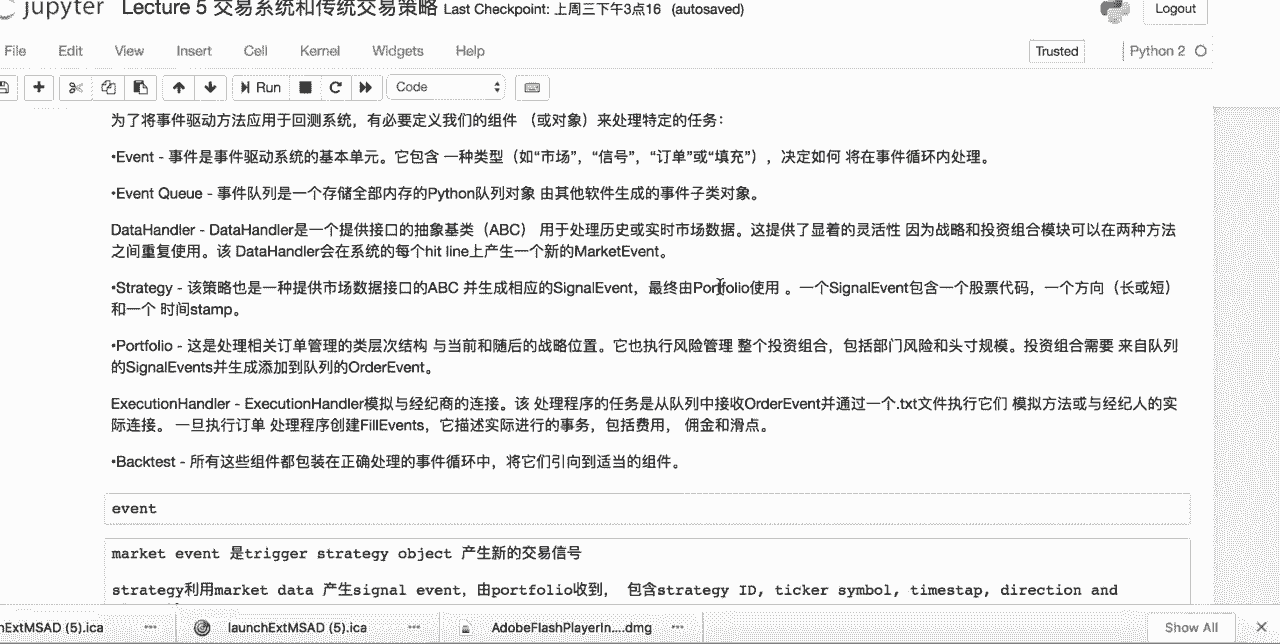 jupyter Lecture 5 交易系统和传统交易策略 Last Checkpoint: 上周三下午3点16 (autosaved)
Logout
File Edit View Insert Cell Kernel Widgets Help
Trusted Python 2
Run Code
为了将事件驱动方法应用于回测系统，有必要定义我们的组件 （或对象）来处理特定的任务：
•Event - 事件是事件驱动系统的基本单元。它包含 一种类型（如“市场”，“信号”，“订单”或“填充”），决定如何 将在事件循环内处理。
•Event Queue - 事件队列是一个存储全部内存的Python队列对象 由其他软件生成的事件子类对象。
DataHandler - DataHandler是一个提供接口的抽象基类（ABC） 用于处理历史或实时市场数据。这提供了显着的灵活性 因为战略和投资组合模块可以在两种方法
之间重复使用。该 DataHandler会在系统的每个hit line上产生一个新的MarketEvent。
•Strategy - 该策略也是一种提供市场数据接口的ABC 并生成相应的SignalEvent，最终由Portfolio使用 。一个SignalEvent包含一个股票代码，一个方向（长或短）
和一个 时间stamp。
•Portfolio - 这是处理相关订单管理的类层次结构 与当前和随后的战略位置。它也执行风险管理 整个投资组合，包括部门风险和头寸规模。投资组合需要 来自队列
的SignalEvents并生成添加到队列的OrderEvent。
ExecutionHandler - ExecutionHandler模拟与经纪商的连接。该 处理程序的任务是从队列中接收OrderEvent并通过一个.txt文件执行它们 模拟方法或与经纪人的实
际连接。 一旦执行订单 处理程序创建FillEvents，它描述实际进行的事务，包括费用， 佣金和滑点。
•Backtest - 所有这些组件都包装在正确处理的事件循环中，将它们引向到适当的组件。
event
market event 是trigger strategy object 产生新的交易信号
strategy利用market data 产生signal event，由portfolio收到， 包含strategy ID, ticker symbol, timestap, direction and
hExtMSAD (5).ica launchExtMSAD (5).ica AdobeFlashPlayerIn....dmg Show All